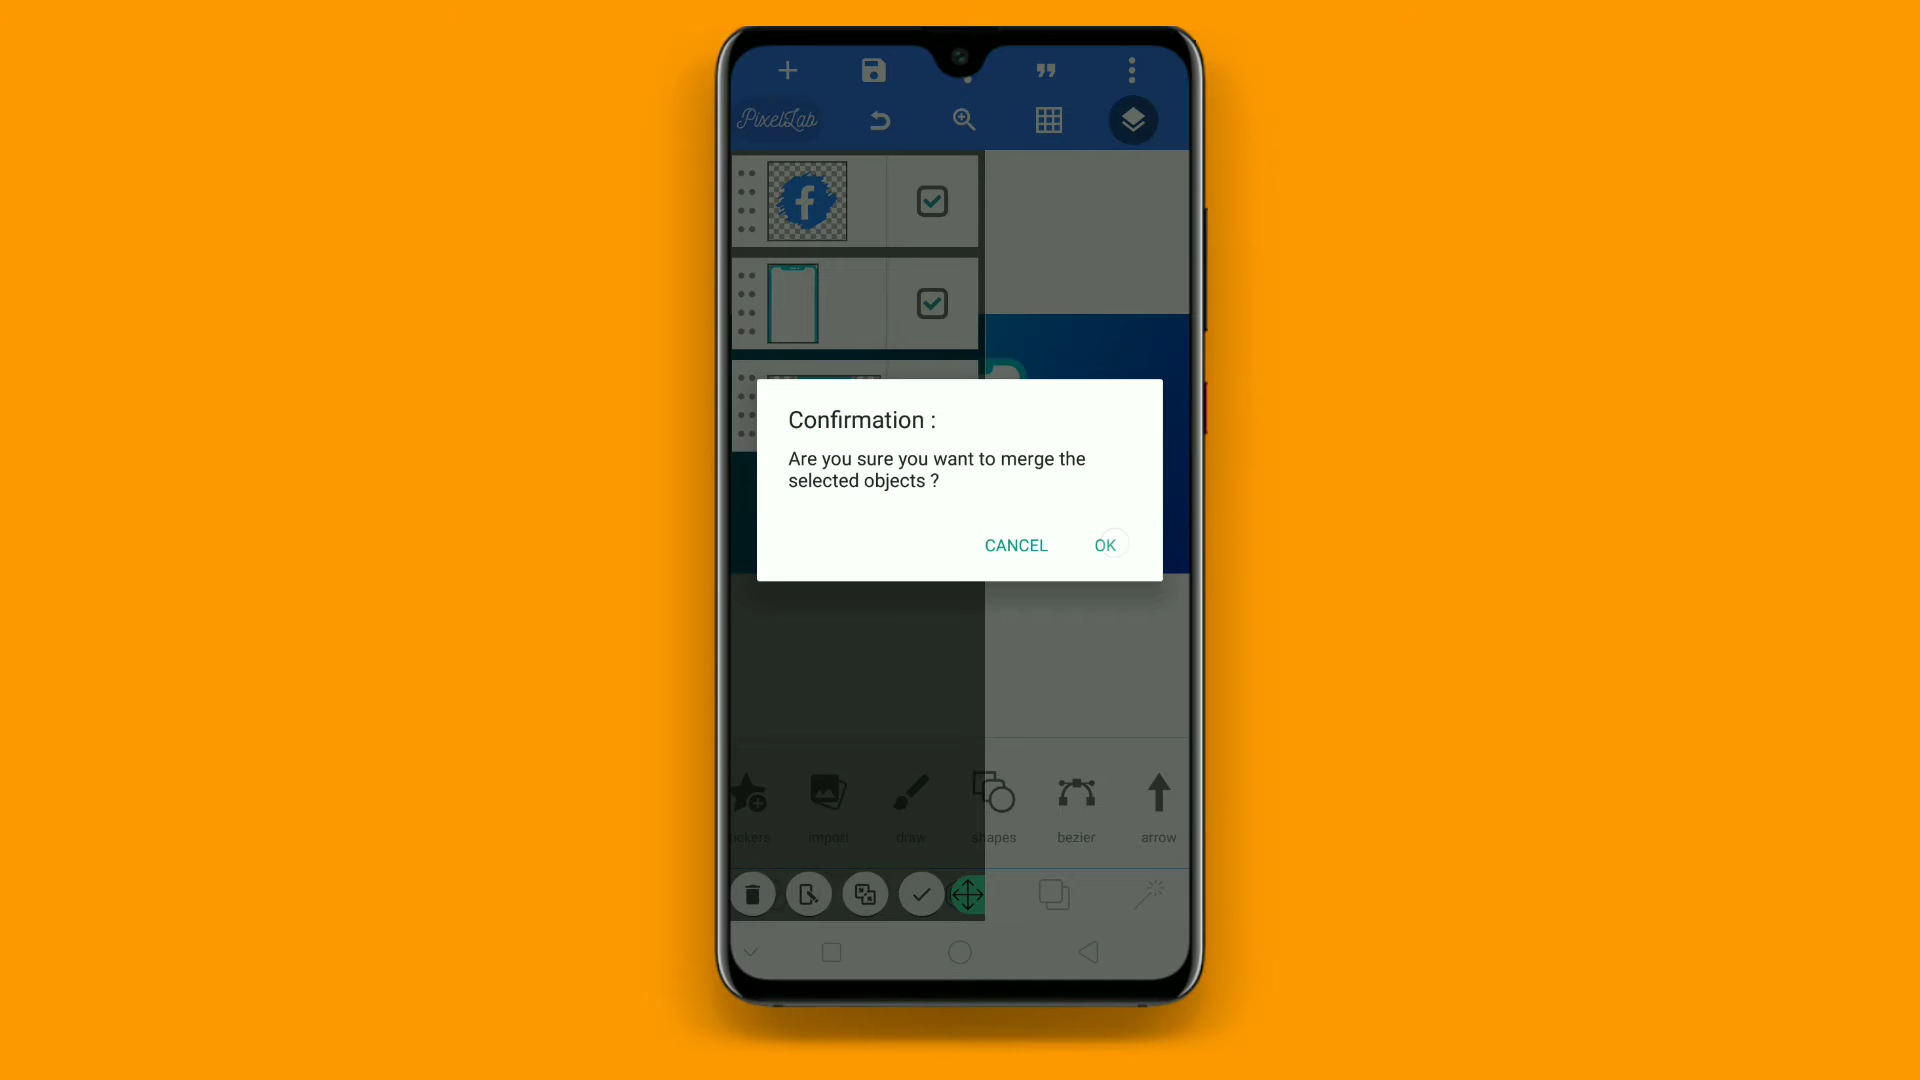 PixelLab
Confirmation :
Are you sure you want to merge the
selected objects ?
CANCEL OK
import draw shapes bezier arrow